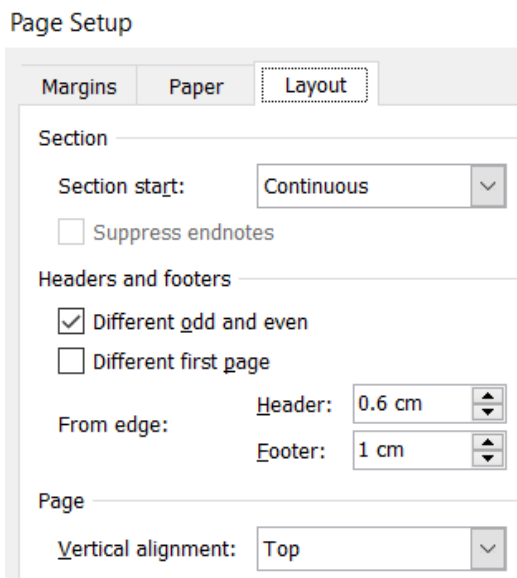 Page Setup
Margins Paper Layout
Section
Section start: Continuous
Suppress endnotes
Headers and footers
Different odd and even
Different first page
Header: 0.6 cm
From edge:
Footer: 1 cm
Page
Vertical alignment: Top